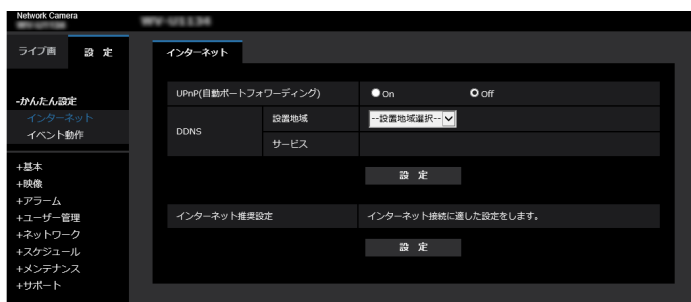 Network Camera
WV-U1134
ライブ画 設 定
インターネット
UPnP(自動ポートフォワーディング) On Off
DDNS
設置地域 --設置地域選択--
サービス
設 定
インターネット推奨設定 インターネット接続に適した設定をします。
設 定
-かんたん設定
インターネット
イベント動作
+基本
+映像
+アラーム
+ユーザー管理
+ネットワーク
+スケジュール
+メンテナンス
+サポート